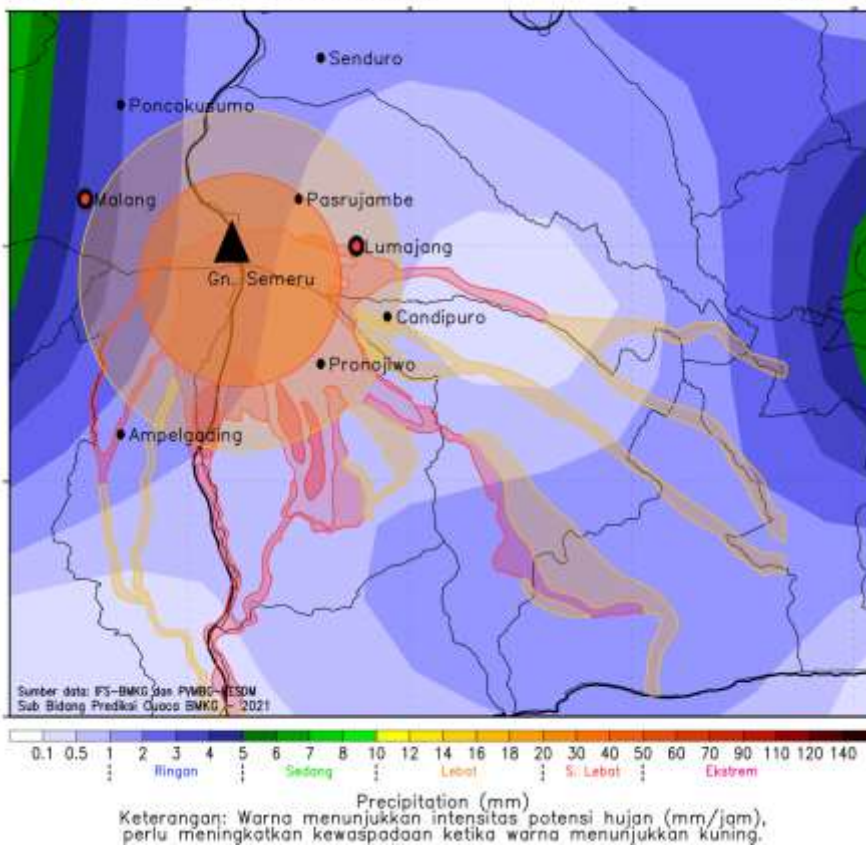 Senduro
Poncokusumo
Malang
Pasrujambe
Lumajang
Gn. Semeru
Candipuro
Pronojiwo
Ampelgading
Sumber data: IFS-BMKG dan PVMBG-KESDM
Sub Bidang Prediksi Cuaca BMKG - 2021
0.1 0.5 1 2 3 4 5 6 7 8 10 12 14 16 18 20 30 40 50 60 70 90 110 120 140
Ringan Sedang Lebat S. Lebat Ekstrem
Precipitation (mm)
Keterangan: Warna menunjukkan intensitas potensi hujan (mm/jam),
perlu meningkatkan kewaspadaan ketika warna menunjukkan kuning.